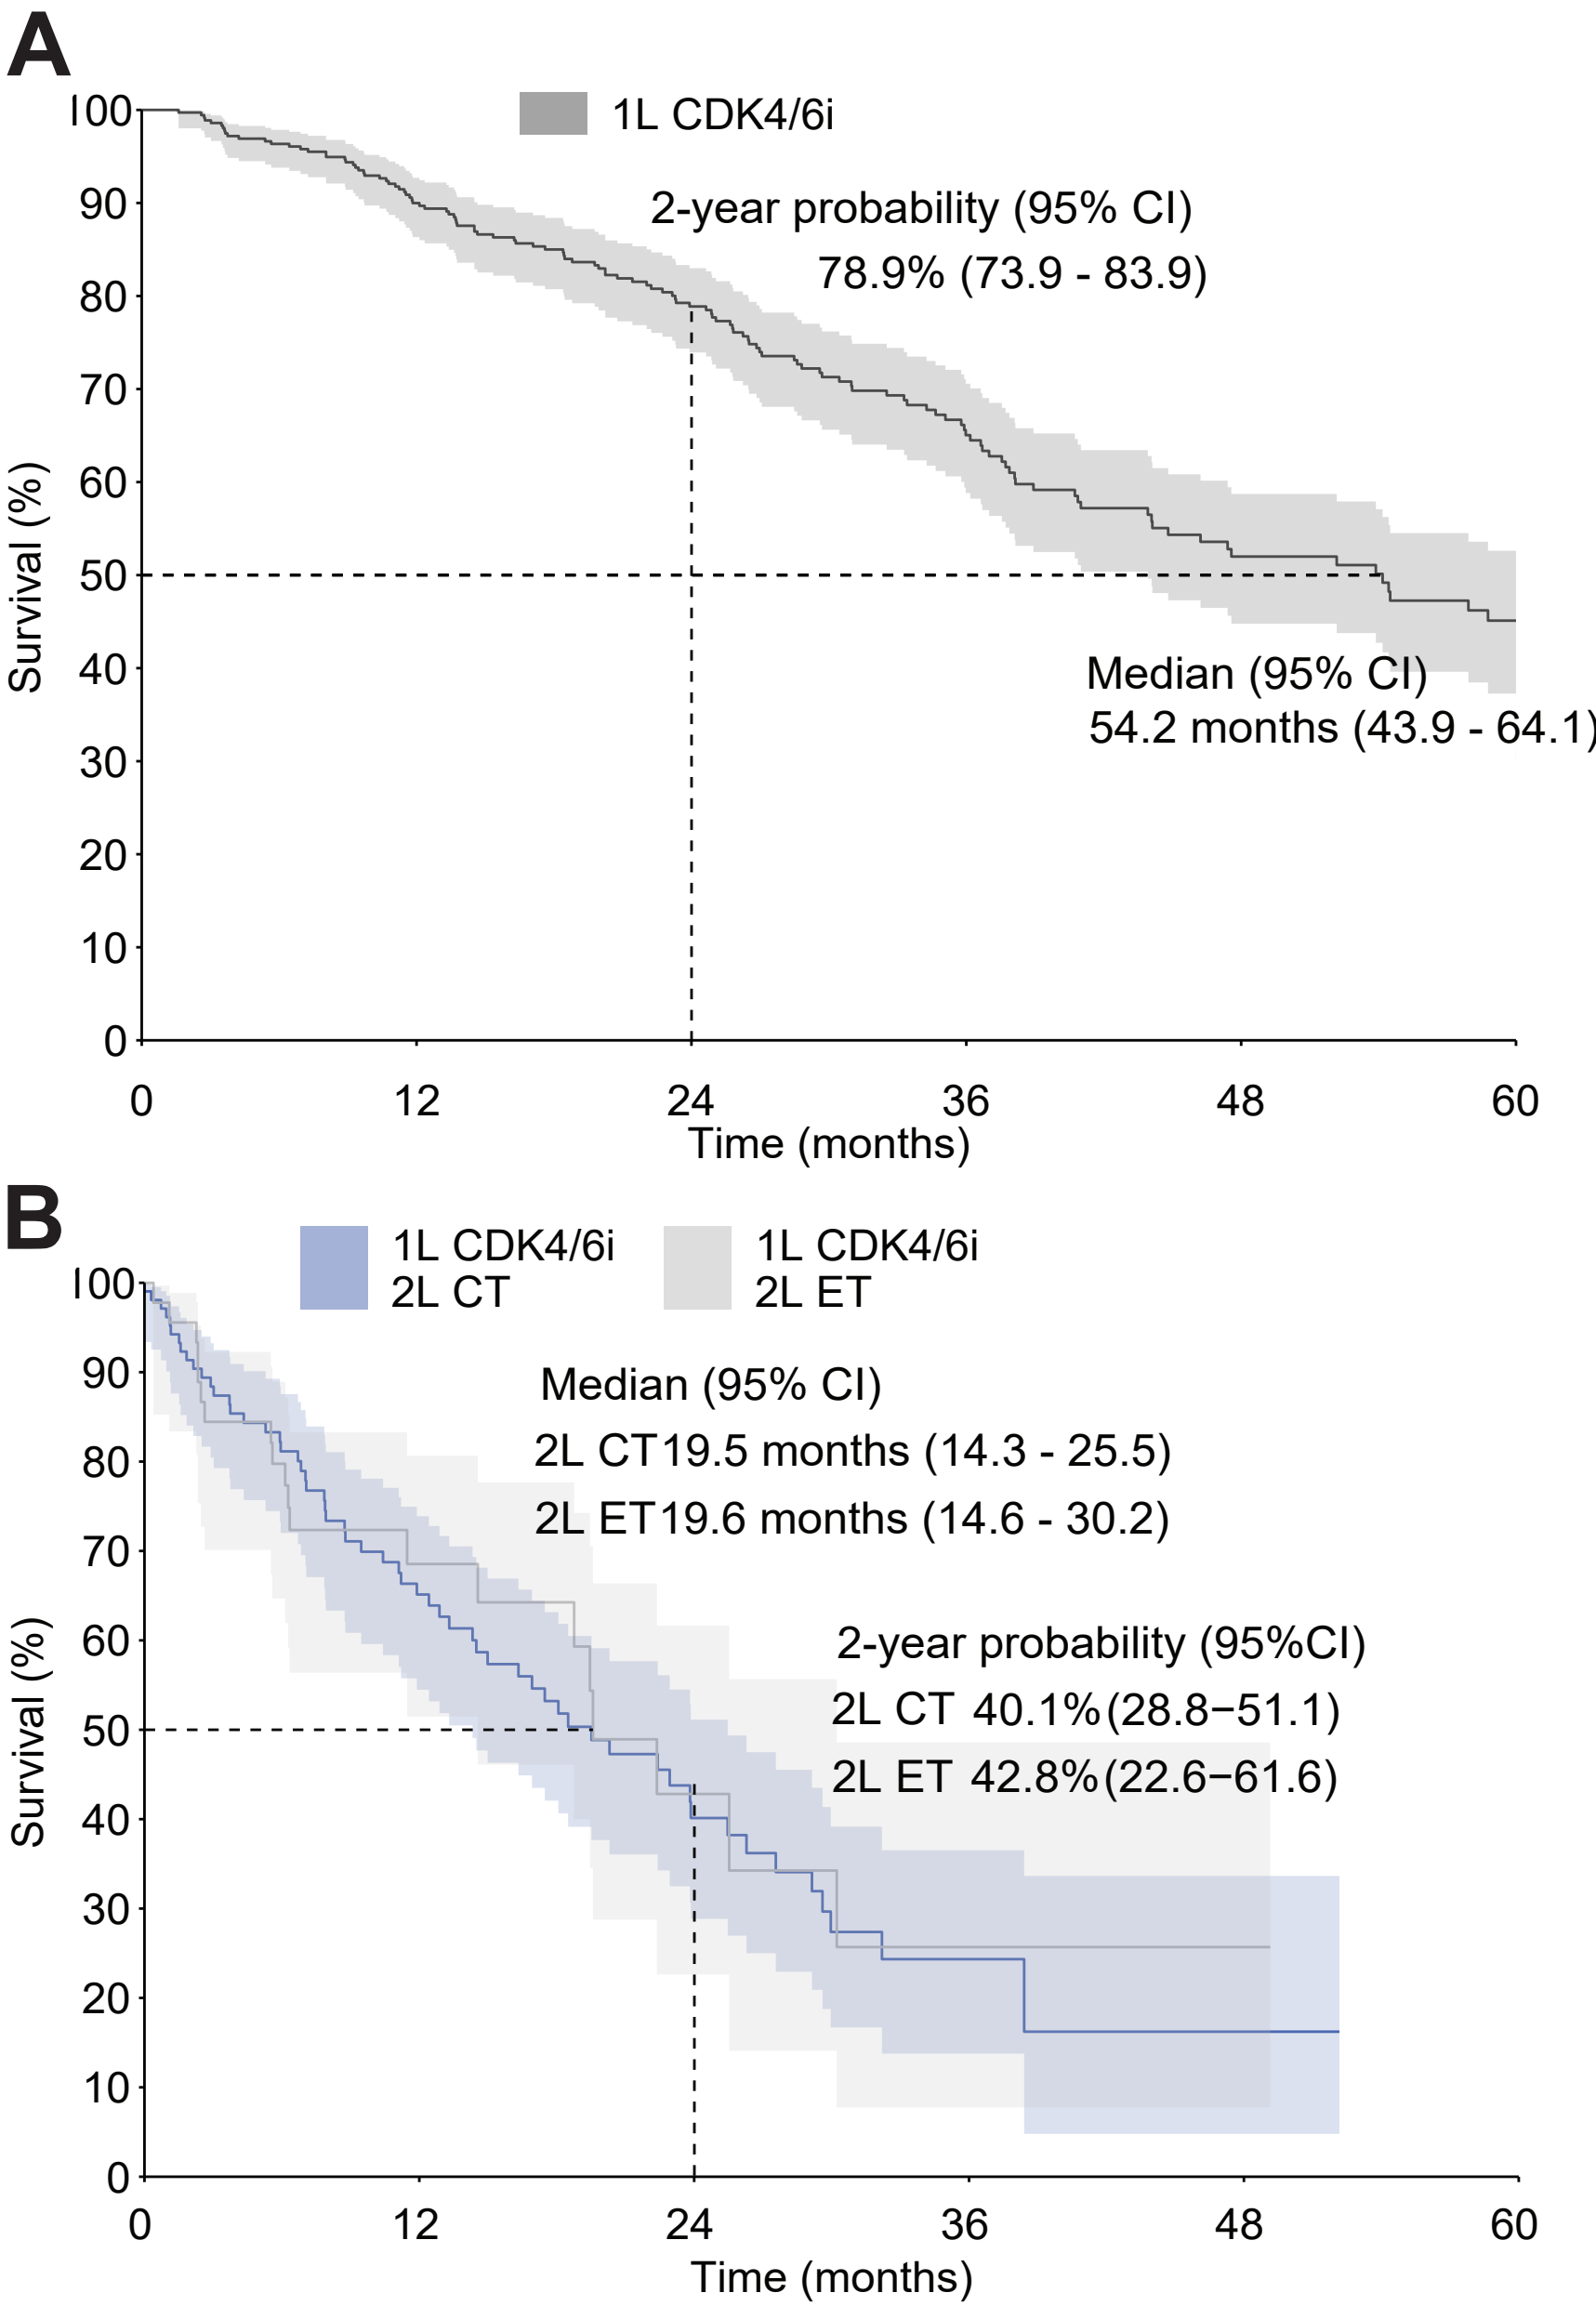 A
100
1L CDK4/6i
90
2-year probability (95% CI)
78.9% (73.9 - 83.9)
80
70
60
50
40
30
20
10
0
Survival (%)
Median (95% CI)
54.2 months (43.9 - 64.1)
0 12 24 36 48 60
Time (months)
B
1L CDK4/6i
2L CT
1L CDK4/6i
2L ET
100
90
80
70
60
50
40
30
20
10
0
Survival (%)
Median (95% CI)
2L CT19.5 months (14.3 - 25.5)
2L ET19.6 months (14.6 - 30.2)
2-year probability (95%CI)
2L CT 40.1%(28.8−51.1)
2L ET 42.8%(22.6−61.6)
0 12 24 36 48 60
Time (months)